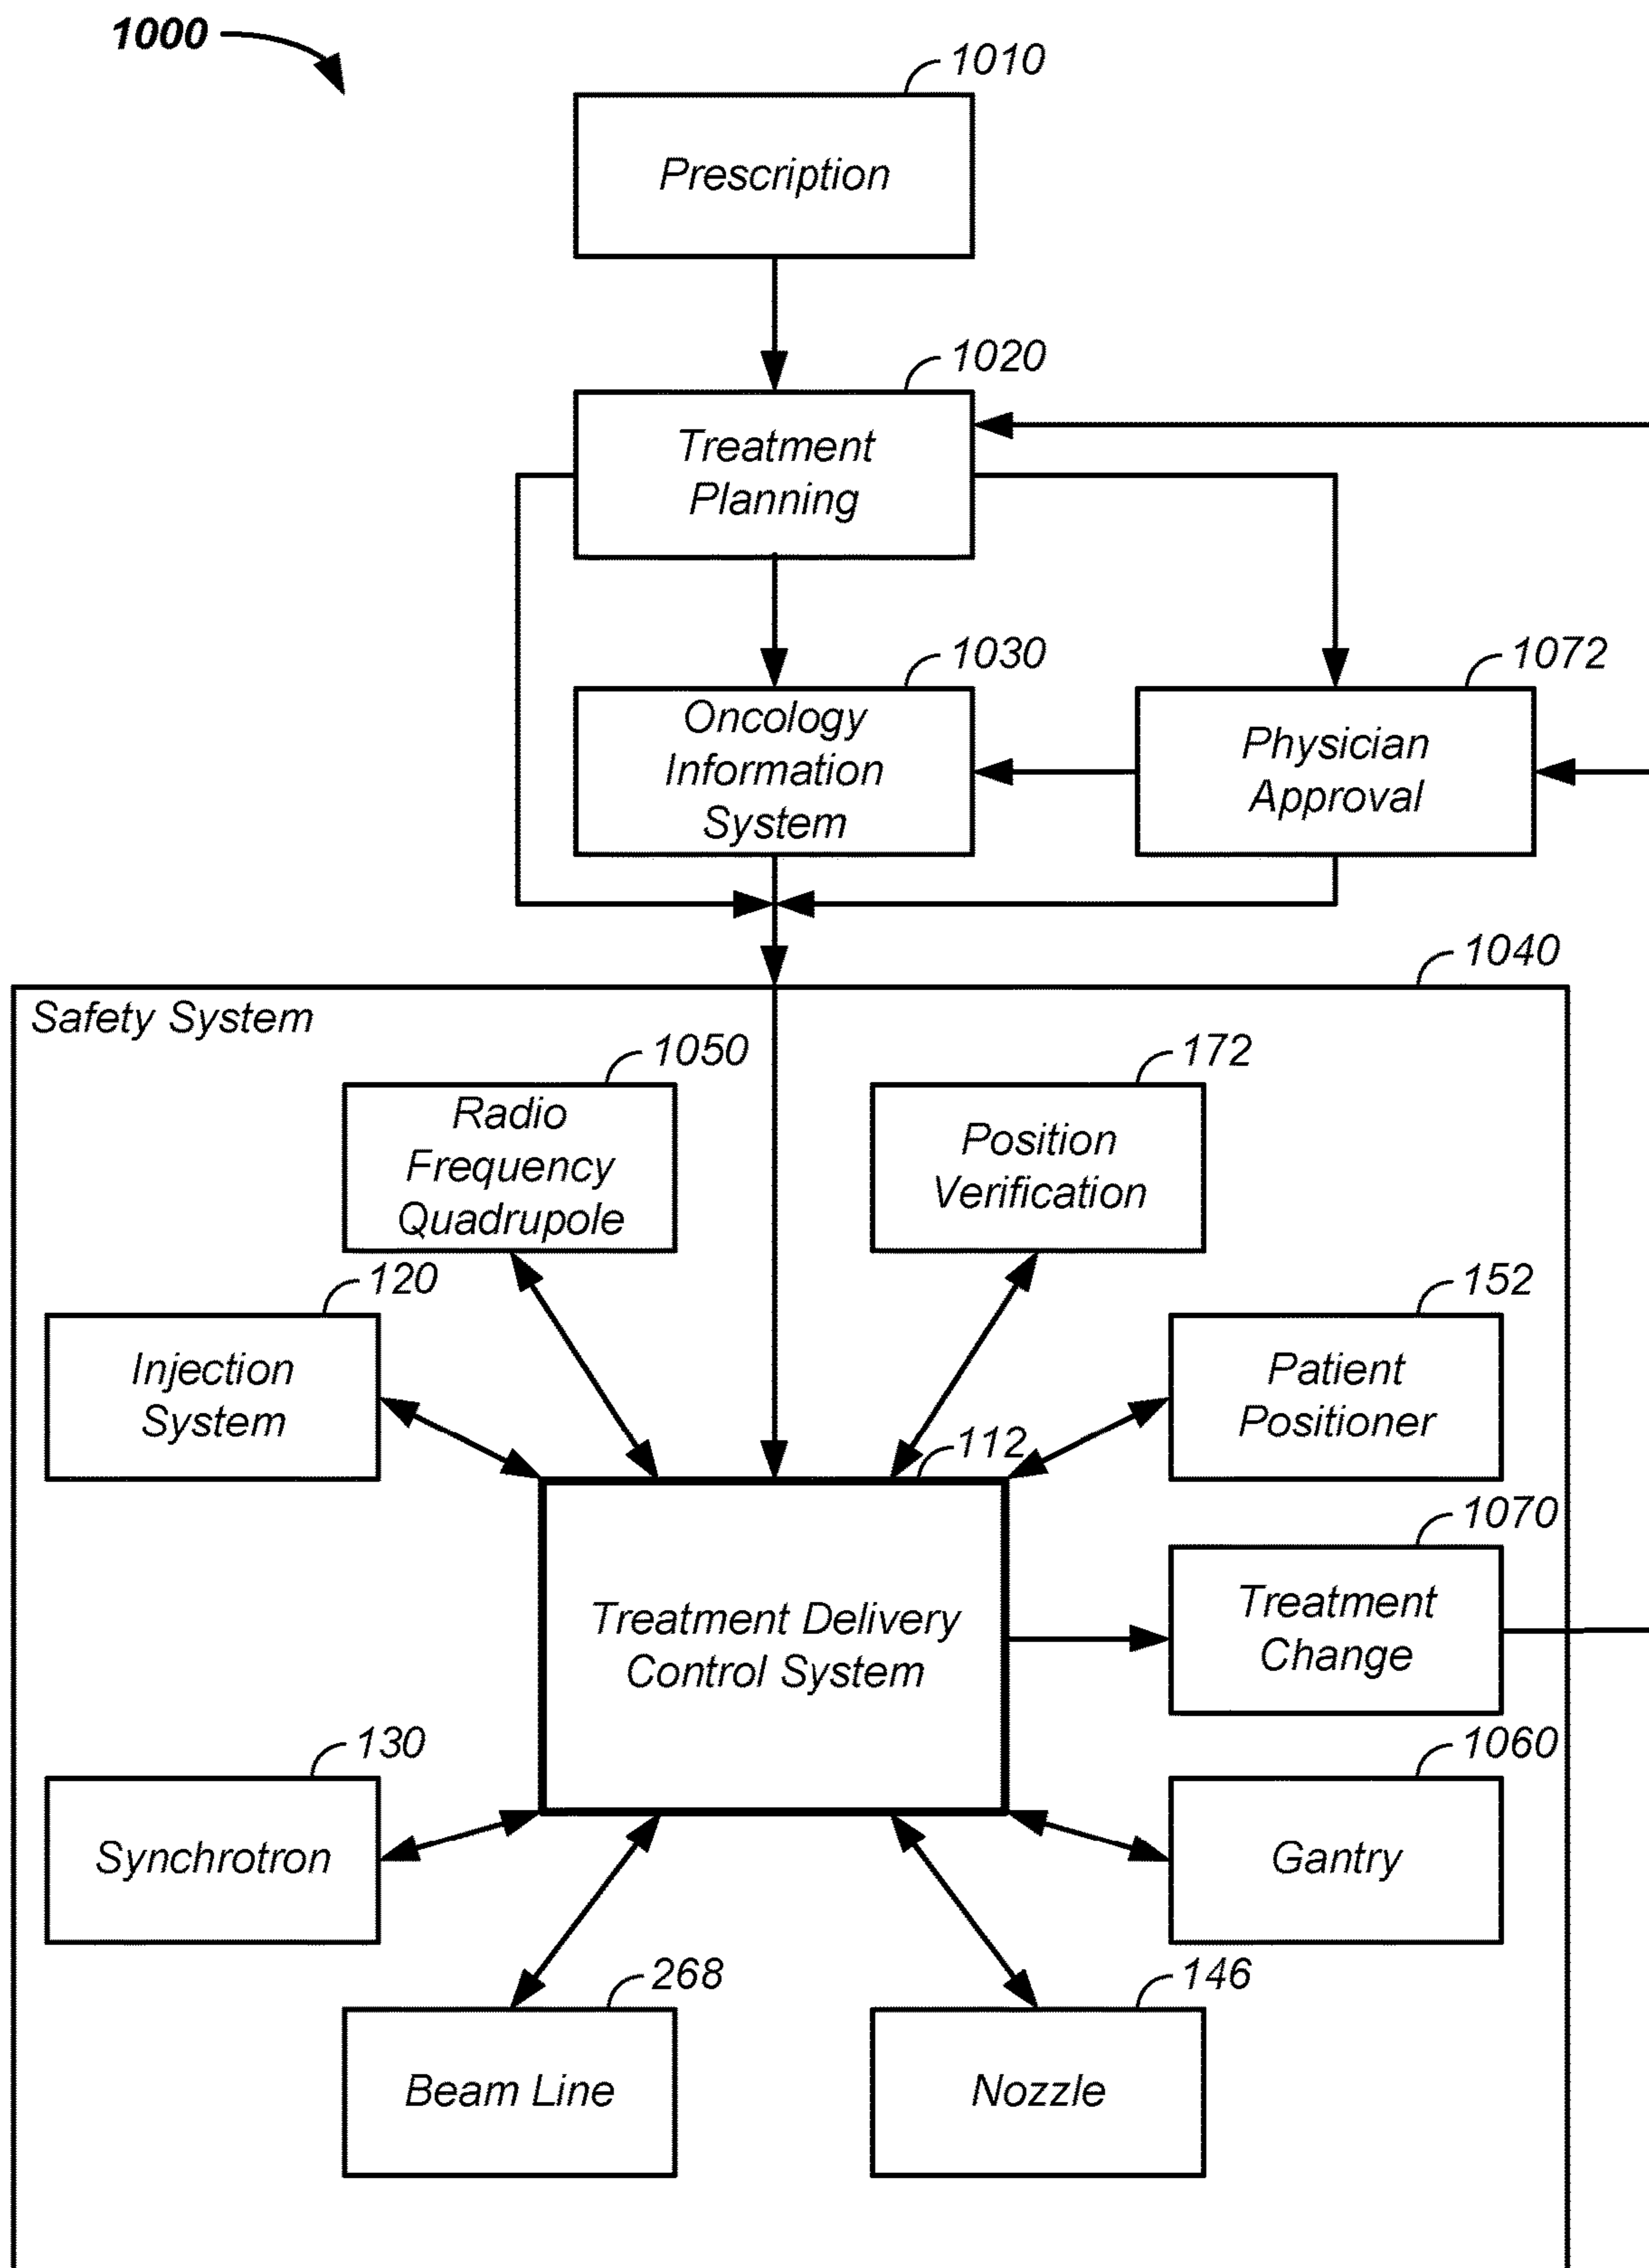 1000
1010
Prescription
1020
Treatment
Planning
1030
Oncology
Information
System
1072
Physician
Approval
1040
Safety System
1050
Radio
Frequency
Quadrupole
172
Position
Verification
120
Injection
System
152
Patient
Positioner
112
Treatment Delivery
Control System
1070
Treatment
Change
130
Synchrotron
1060
Gantry
268
Beam Line
146
Nozzle